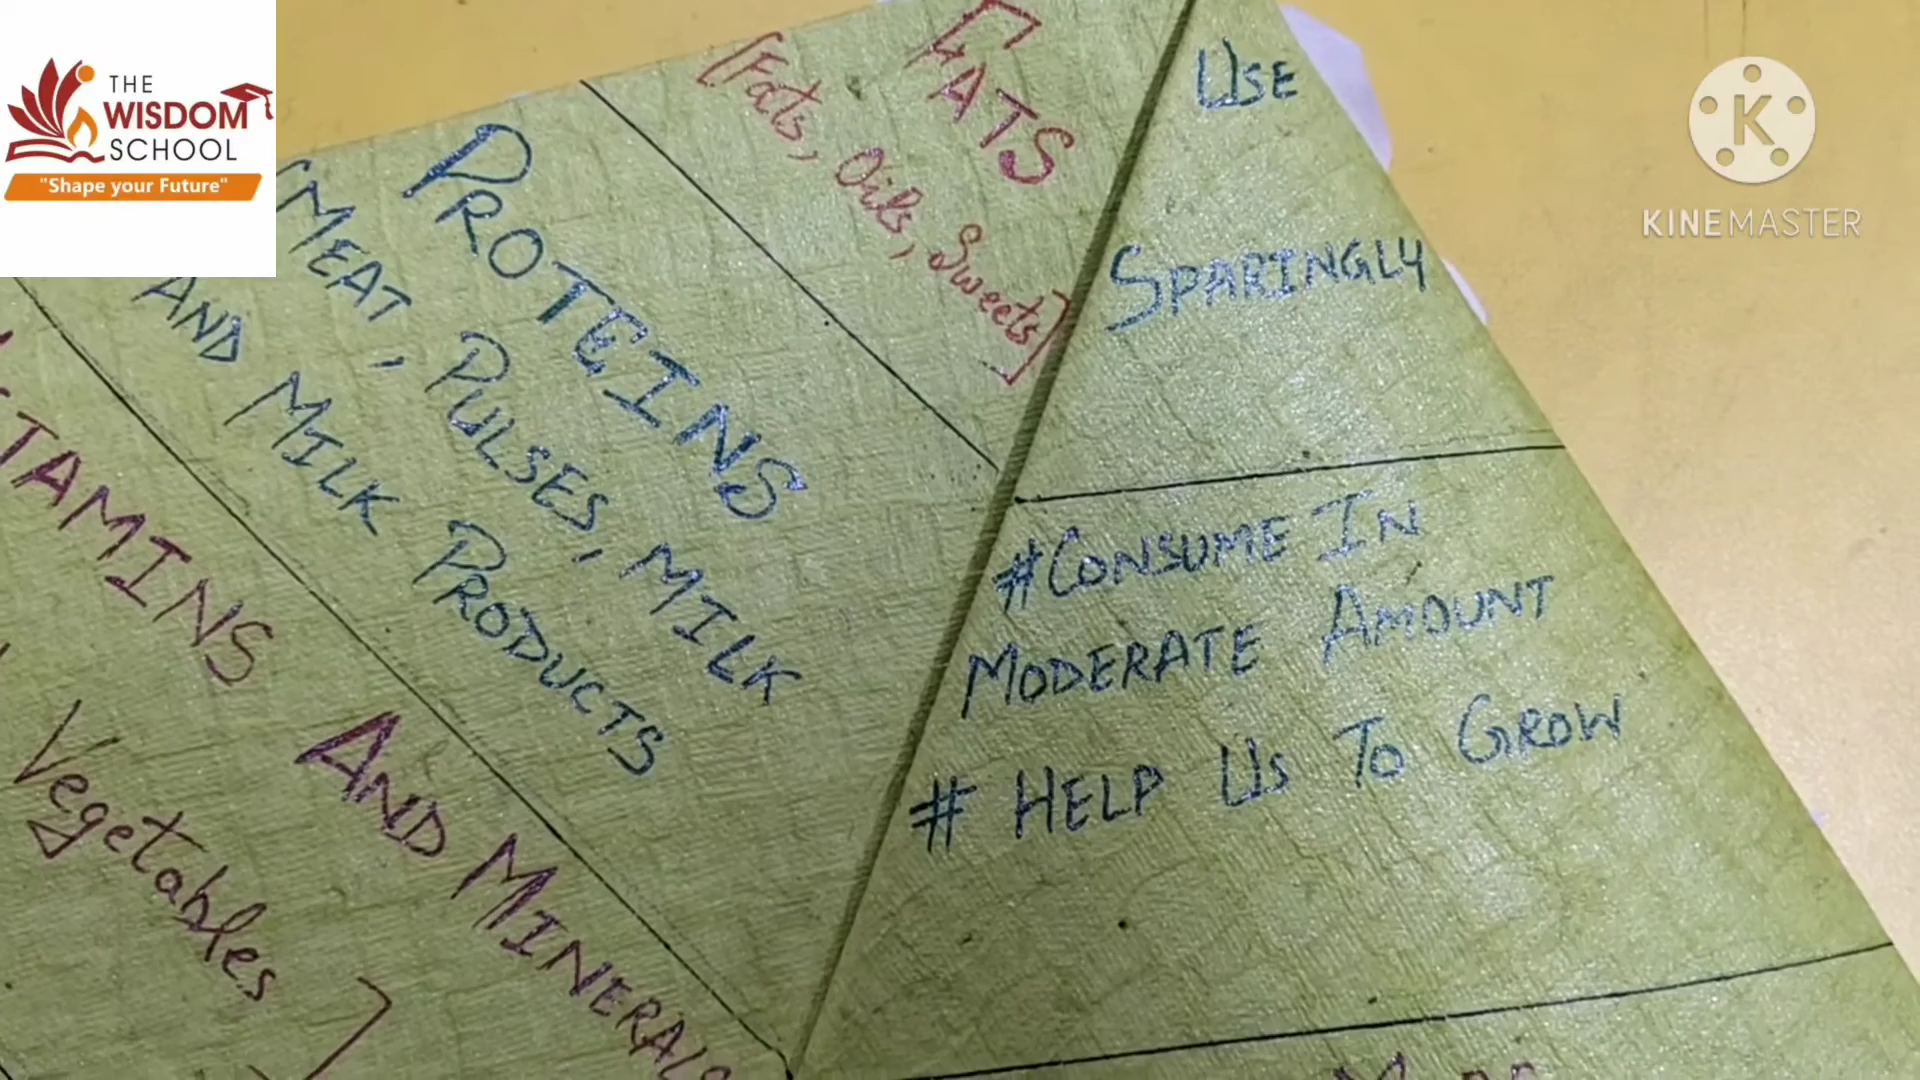 THE
WISDOM
SCHOOL
"Shape your Future"
KINEMASTER
FATS
[Fats, Oils, Sweets]
PROTEINS
[MEAT, PULSES, MILK
AND MILK PRODUCTS
AND MINERALS
Vegetables]
USE
SPARINGLY
#CONSUME IN
MODERATE AMOUNT
# HELP US TO GROW